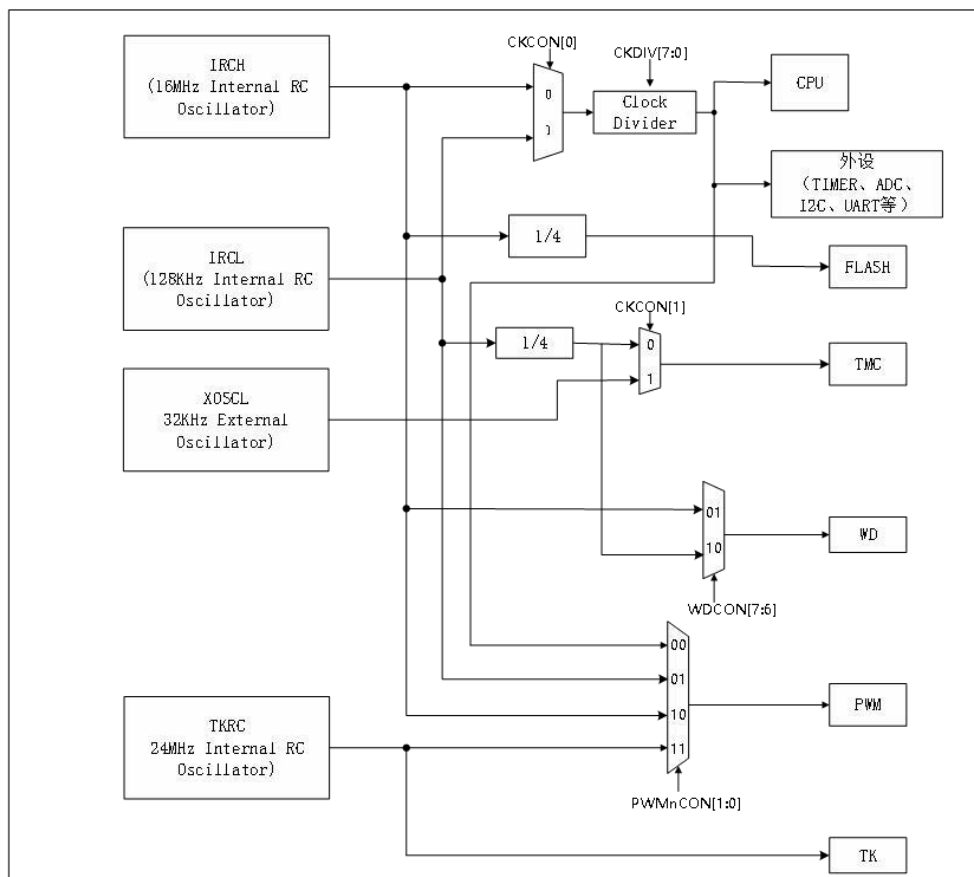 IRCH
(16MHz Internal RC
Oscillator)
CKCON[0]
CKDIV[7:0]
0
1
Clock
Divider
CPU
外设
（TIMER、ADC、
I2C、UART等）
1/4
FLASH
IRCL
(128KHz Internal RC
Oscillator)
CKCON[1]
1/4
0
1
TMC
XOSCL
32KHz External
Oscillator)
01
10
WD
WDCON[7:6]
00
01
10
11
PWM
TKRC
24MHz Internal RC
Oscillator)
PWMnCON[1:0]
TK